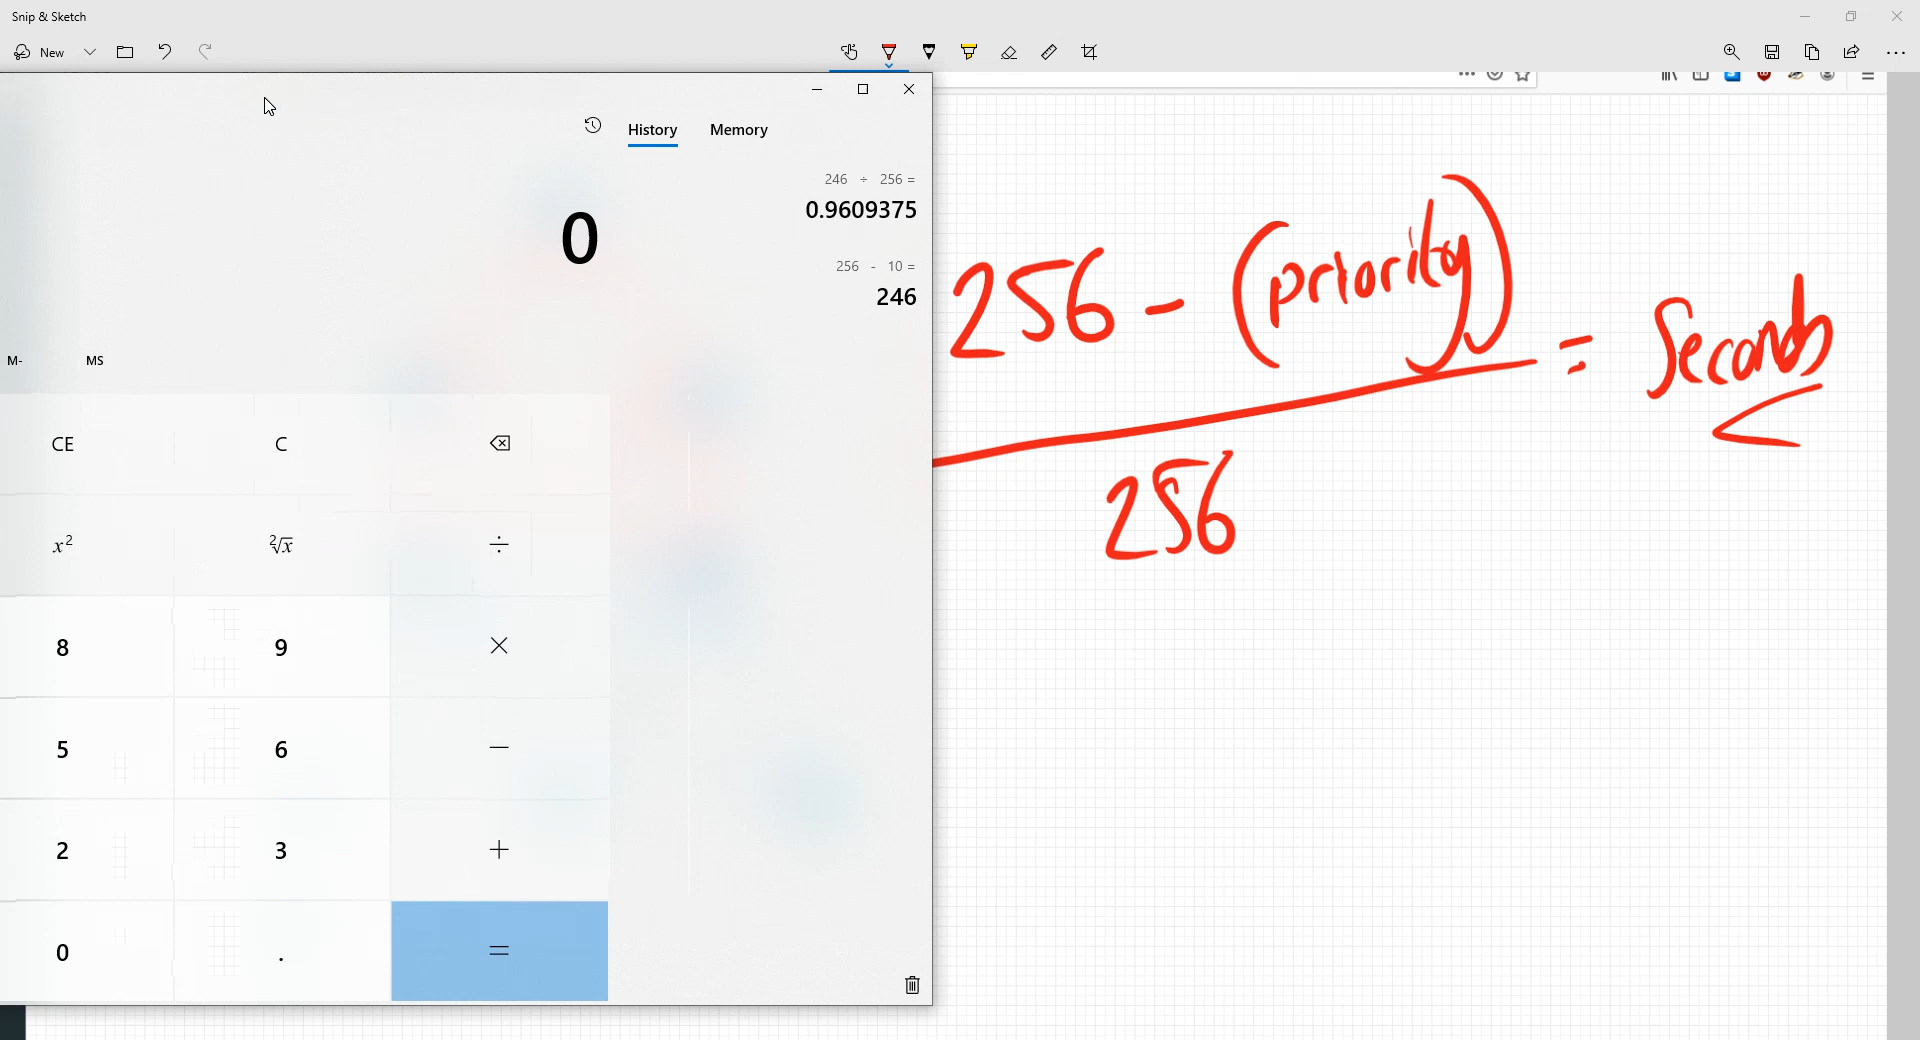 Snip & Sketch
New
History Memory
246 ÷ 256 =
0.9609375
0
256 - 10 =
246
M- MS
CE C
x² ²√x ÷
8 9 ×
5 6 −
2 3 +
0 . =
256 - (priority)) = Seconds
256